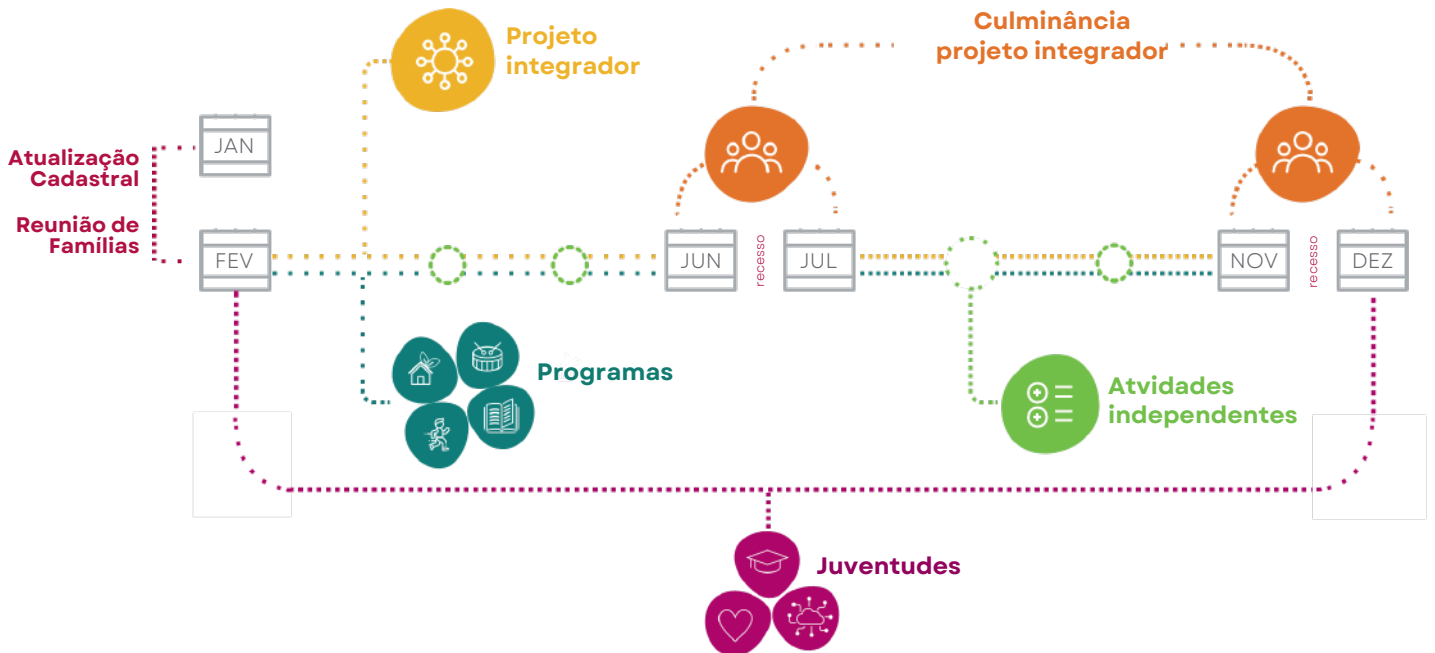 Projeto
integrador
Culminância
projeto integrador
JAN
Atualização
Cadastral
Reunião de
Famílias
FEV
JUN
recesso
JUL
NOV
recesso
DEZ
Programas
Atvidades
independentes
Juventudes